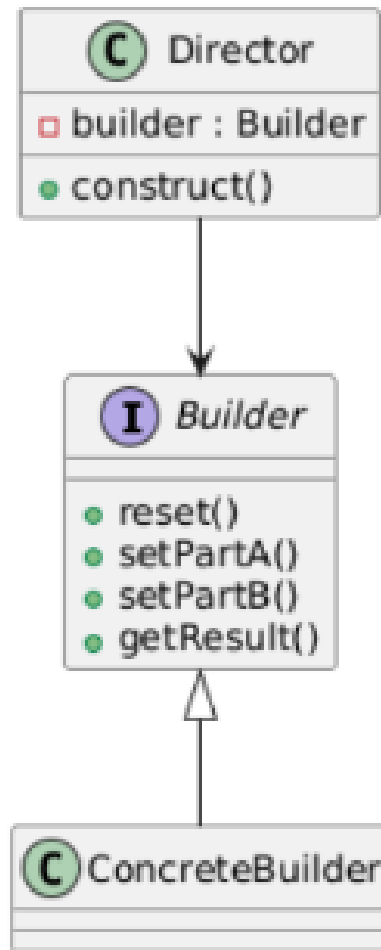 C Director
builder : Builder
construct()
I Builder
reset()
setPartA()
setPartB()
getResult()
C ConcreteBuilder